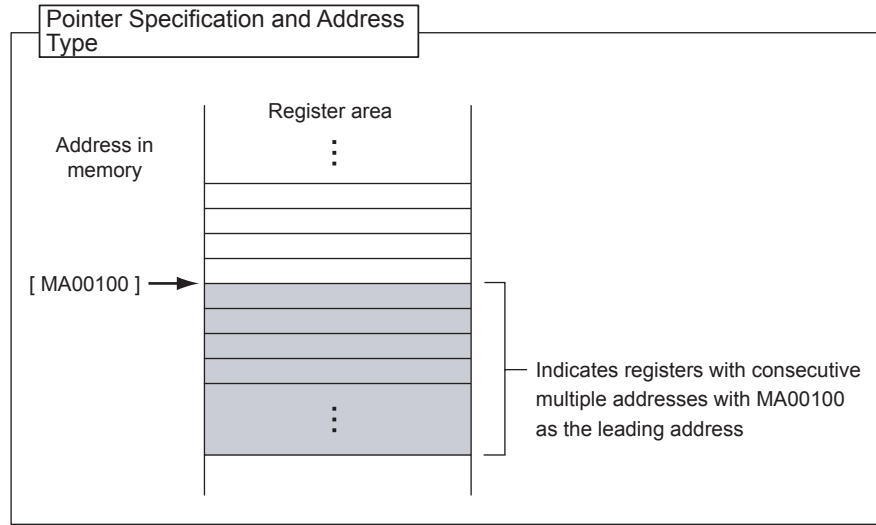 Pointer Specification and Address
Type
Register area
Address in
memory
[ MA00100 ]
Indicates registers with consecutive
multiple addresses with MA00100
as the leading address